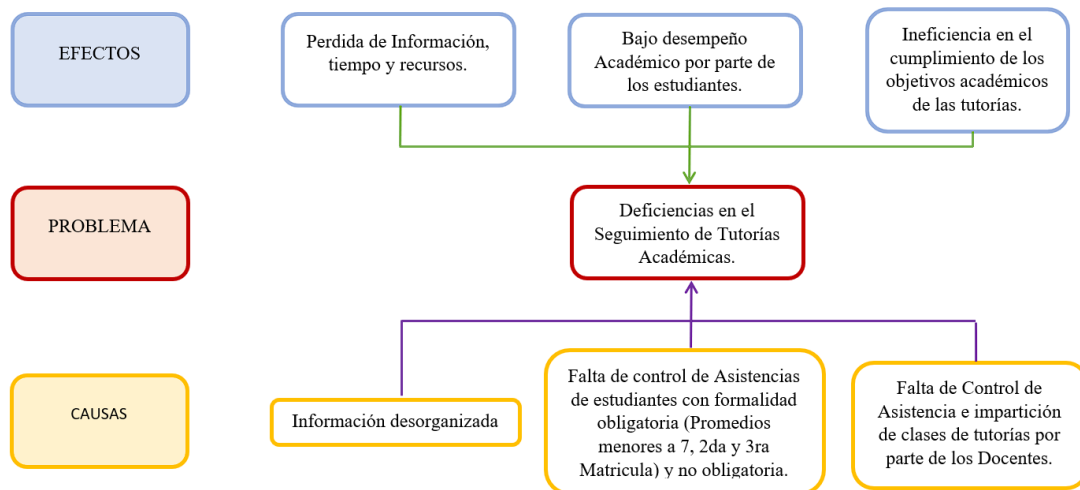 EFECTOS
Perdida de Información,
tiempo y recursos.
Bajo desempeño
Académico por parte de
los estudiantes.
Ineficiencia en el
cumplimiento de los
objetivos académicos
de las tutorías.
PROBLEMA
Deficiencias en el
Seguimiento de Tutorías
Académicas.
CAUSAS
Información desorganizada
Falta de control de Asistencias
de estudiantes con formalidad
obligatoria (Promedios
menores a 7, 2da y 3ra
Matricula) y no obligatoria.
Falta de Control de
Asistencia e impartición
de clases de tutorías por
parte de los Docentes.